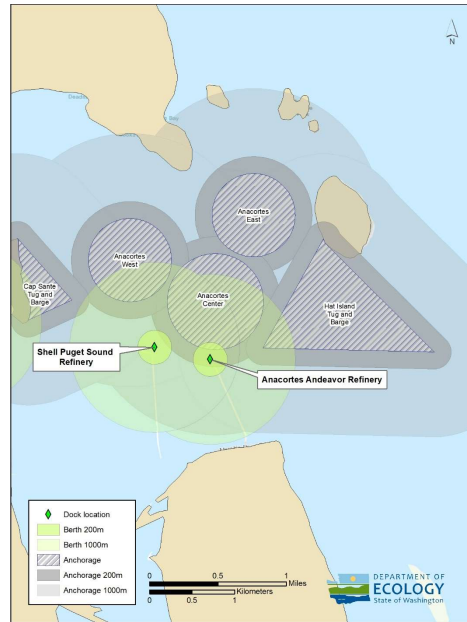 N
Anacortes
East
Anacortes
West
Cap Sante
Tug and
Barge
Anacortes
Center
Hat Island
Tug and
Barge
Shell Puget Sound
Refinery
Anacortes Andeavor Refinery
Dock location
Berth 200m
Berth 1000m
Anchorage
Anchorage 200m
Anchorage 1000m
0 0.5 1
Miles
Kilometers
0 0.5 1
DEPARTMENT OF
ECOLOGY
State of Washington